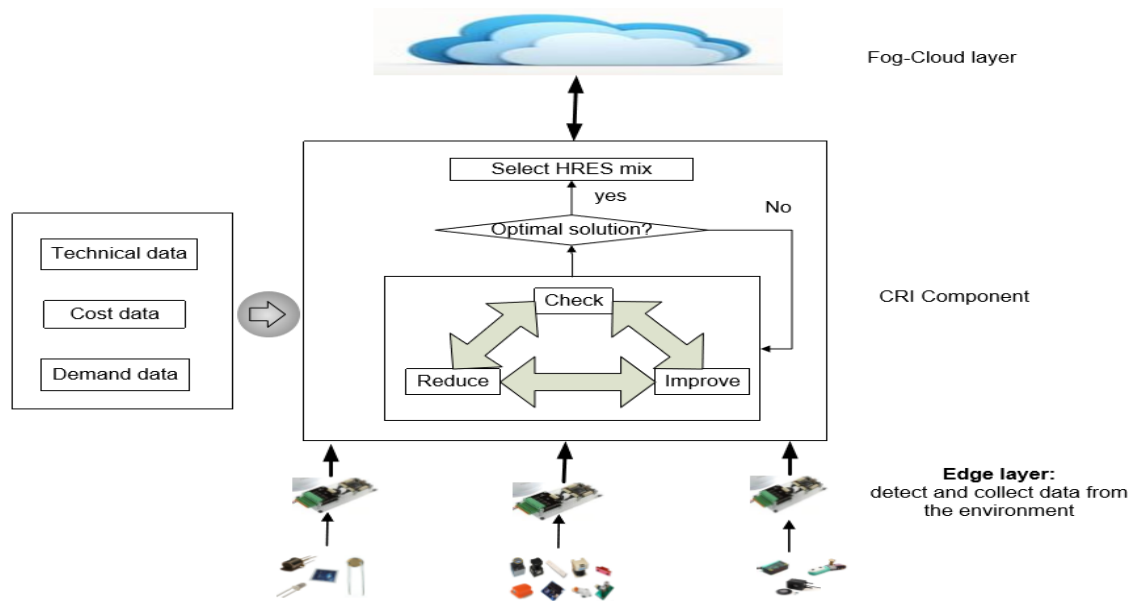 Fog-Cloud layer
Select HRES mix
yes
No
Optimal solution?
Technical data
Cost data
Demand data
Check
Reduce
Improve
CRI Component
Edge layer:
detect and collect data from
the environment